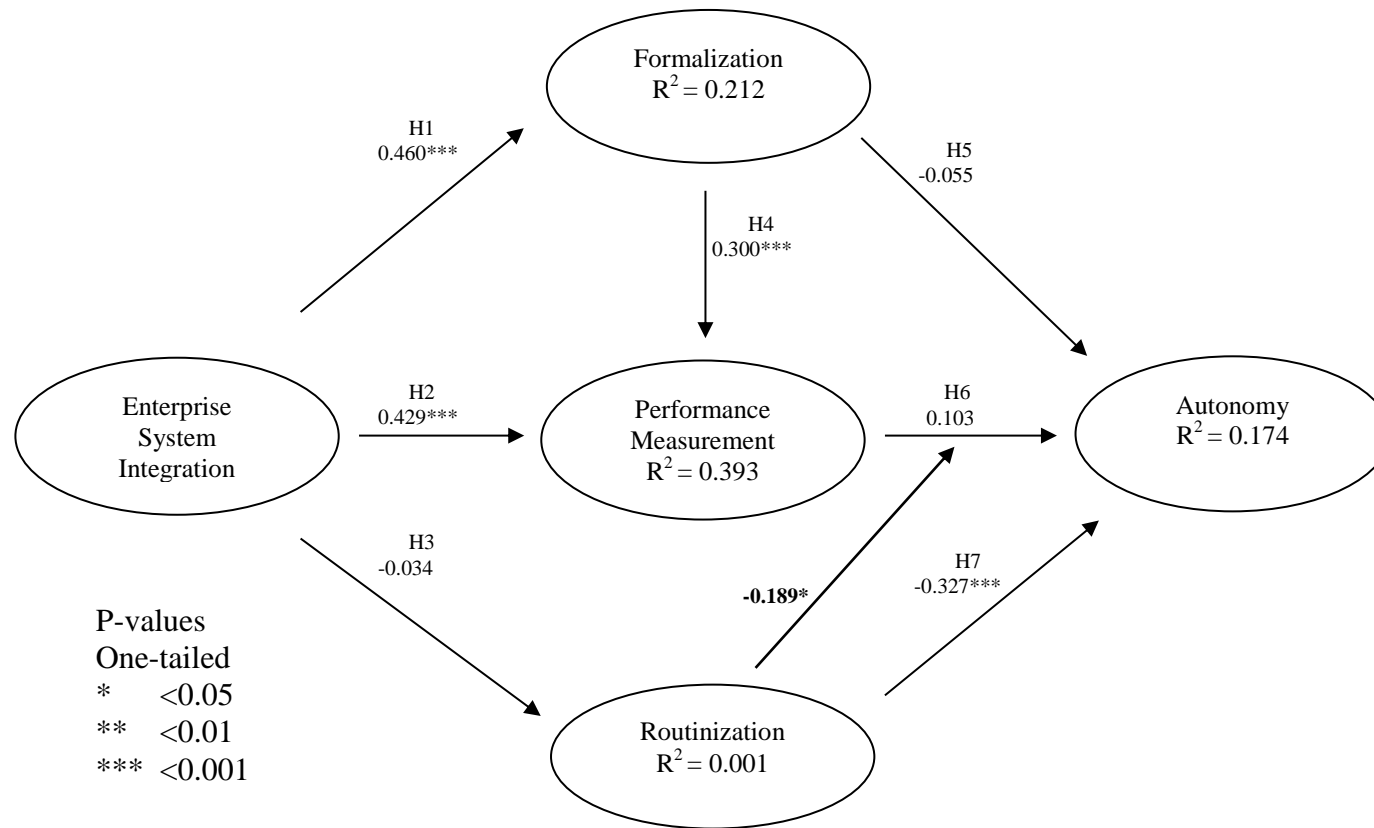 Formalization
R² = 0.212
H1
0.460***
H5
-0.055
H4
0.300***
Enterprise
System
Integration
H2
0.429***
Performance
Measurement
R² = 0.393
H6
0.103
Autonomy
R² = 0.174
H3
-0.034
-0.189*
H7
-0.327***
Routinization
R² = 0.001
P-values
One-tailed
* <0.05
** <0.01
*** <0.001